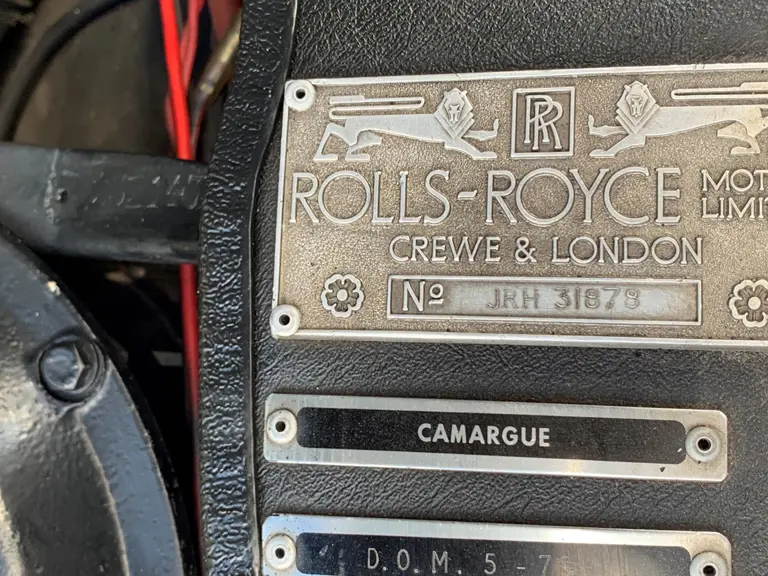 RR
ROLLS-ROYCE MOT
LIMIT
CREWE & LONDON
Nº JRH 31878
CAMARGUE
D.O.M. 5-7